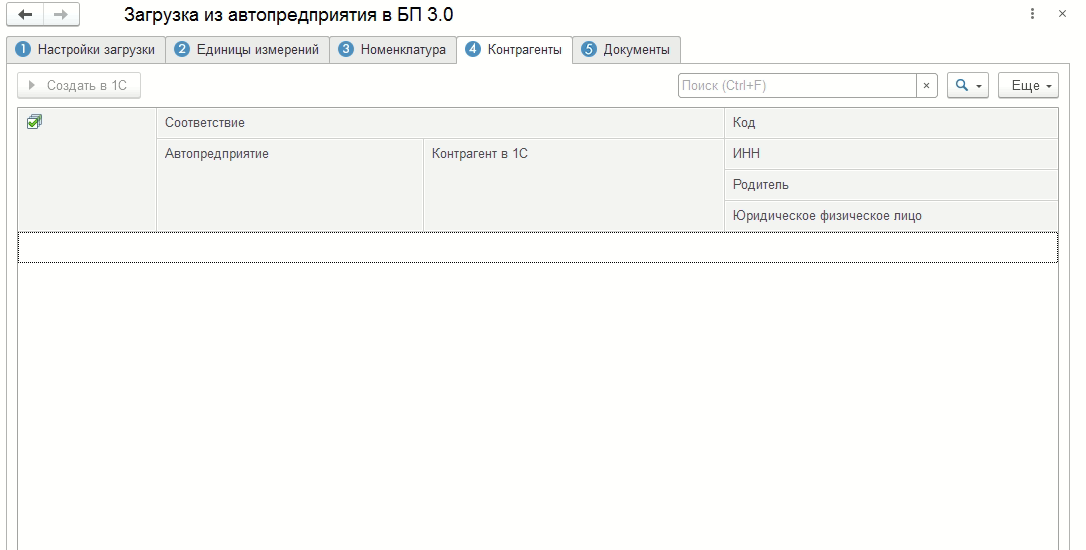 Загрузка из автопредприятия в БП 3.0
1 Настройки загрузки 2 Единицы измерений 3 Номенклатура 4 Контрагенты 5 Документы
Создать в 1С Поиск (Ctrl+F) × Еще
Соответствие Код
Автопредприятие Контрагент в 1С ИНН
Родитель
Юридическое физическое лицо